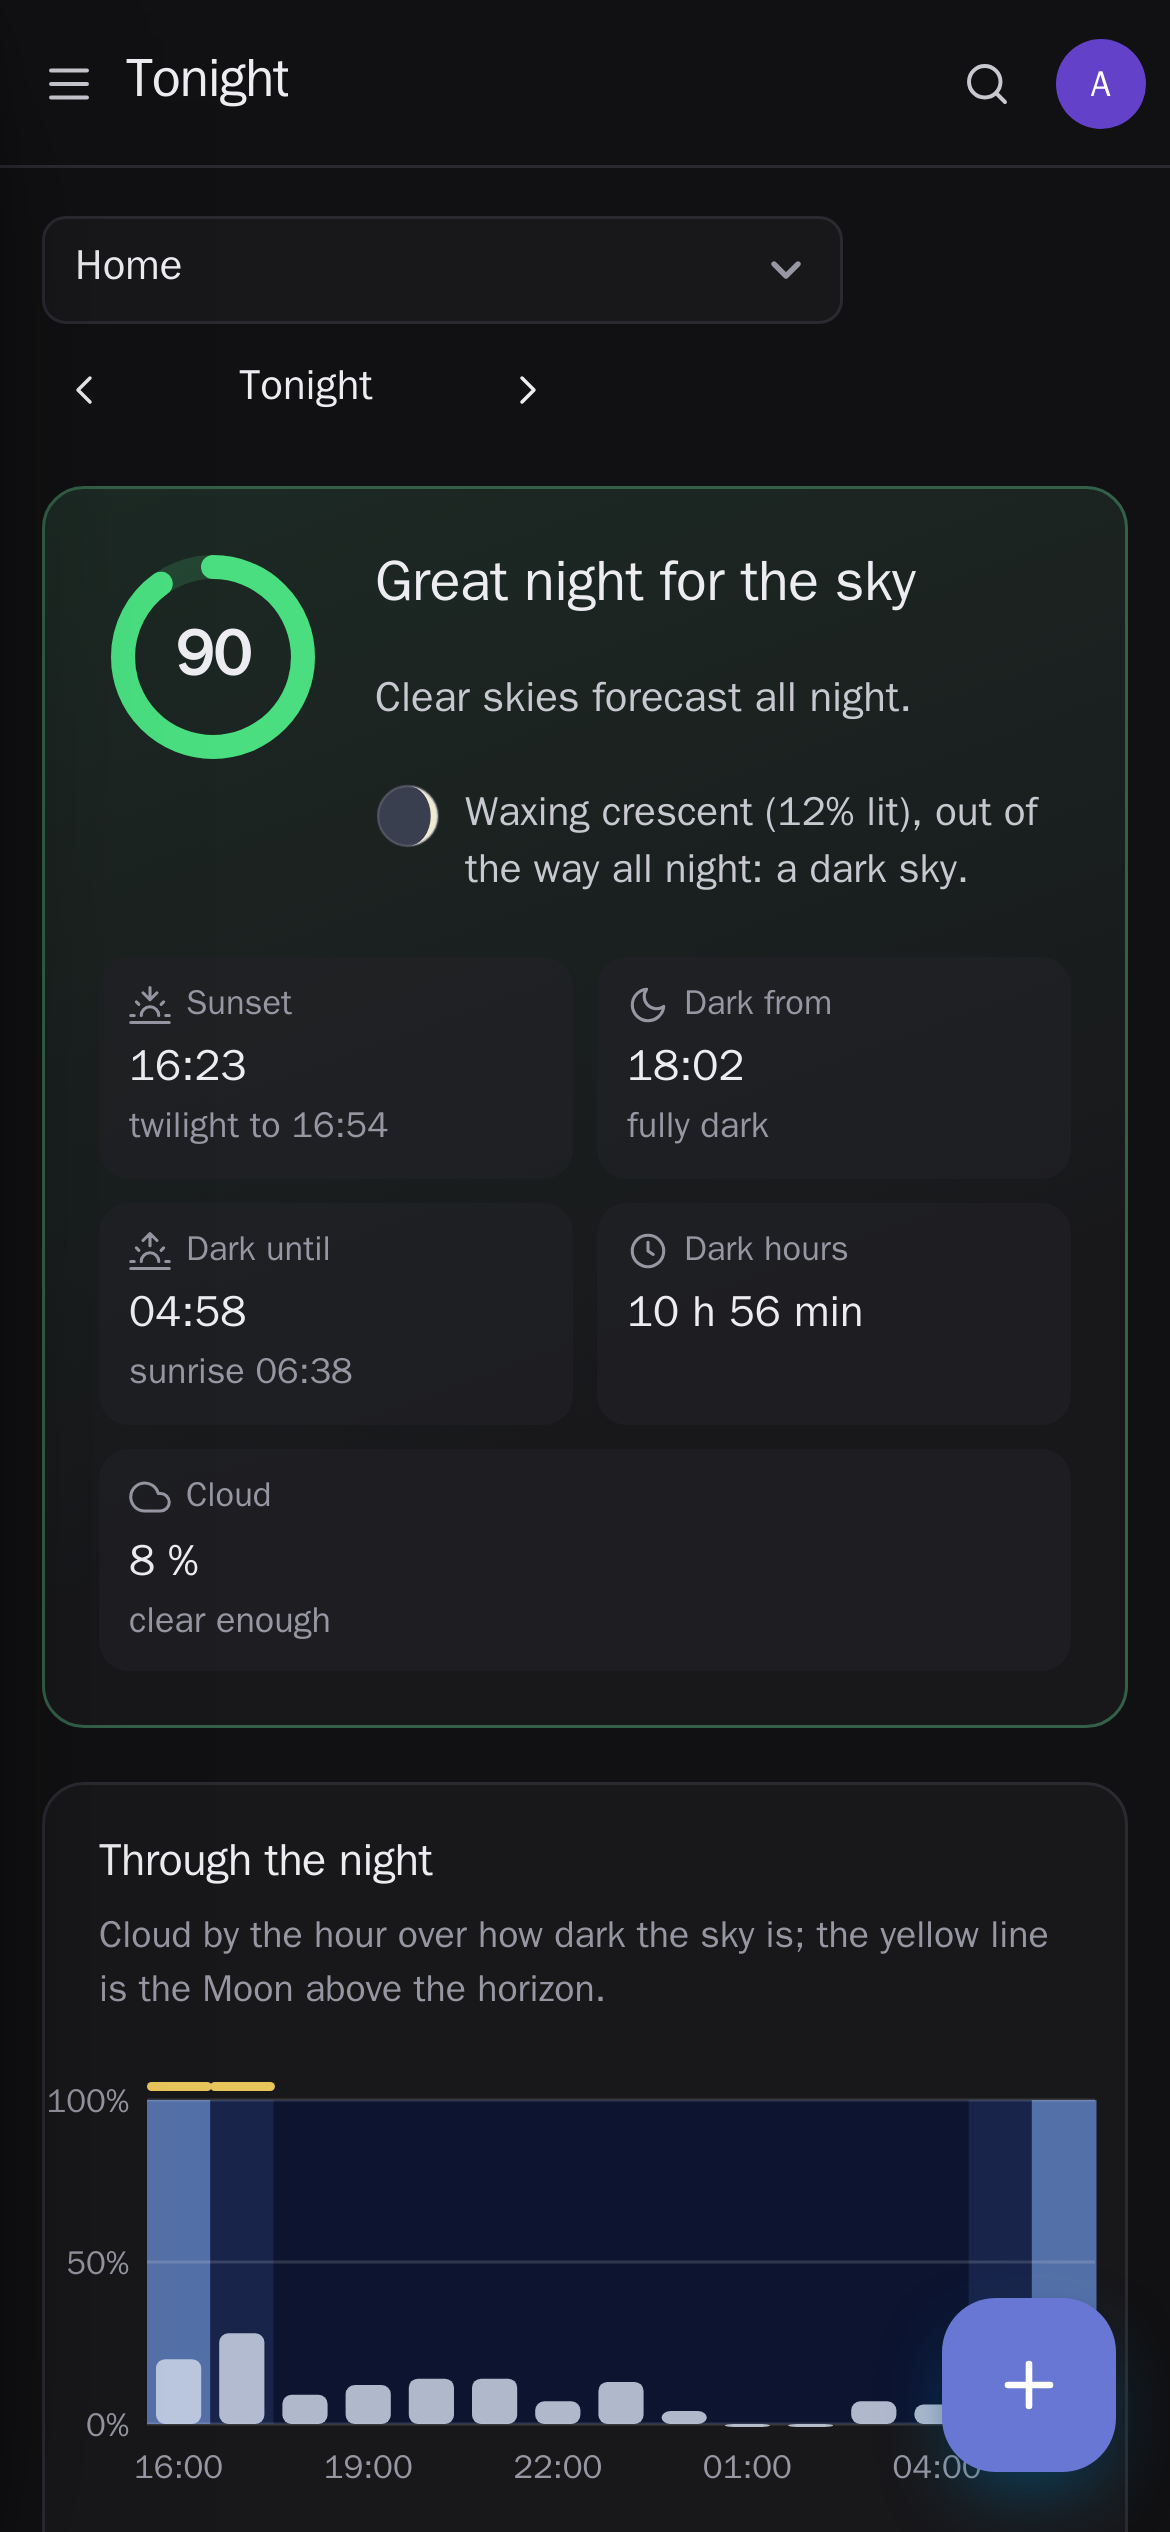 Tonight
A
Home
Tonight
90
Great night for the sky
Clear skies forecast all night.
Waxing crescent (12% lit), out of
the way all night: a dark sky.
Sunset
16:23
twilight to 16:54
Dark from
18:02
fully dark
Dark until
04:58
sunrise 06:38
Dark hours
10 h 56 min
Cloud
8 %
clear enough
Through the night
Cloud by the hour over how dark the sky is; the yellow line
is the Moon above the horizon.
100%
50%
0%
16:00 19:00 22:00 01:00 04:00